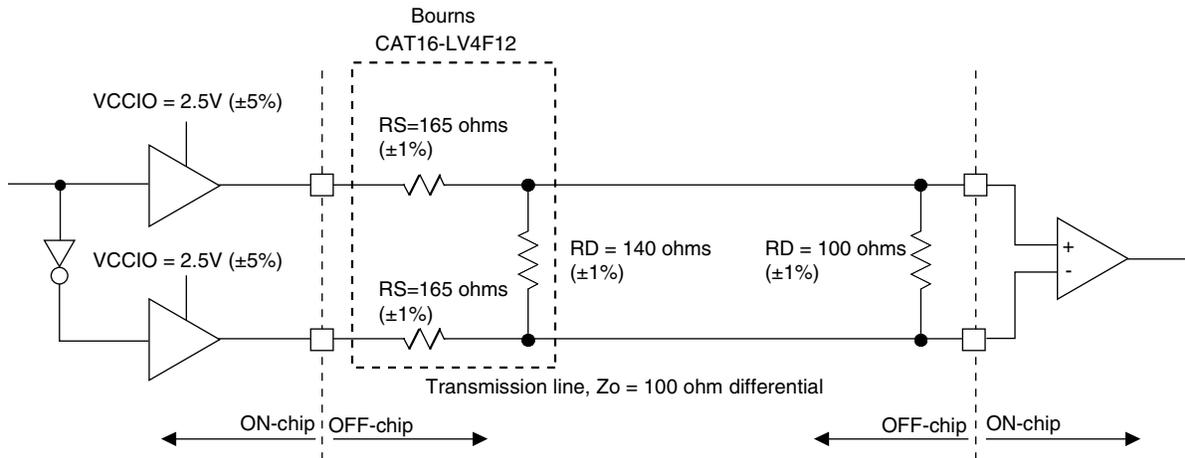 Bourns
CAT16-LV4F12
VCCIO = 2.5V (±5%)
RS=165 ohms
(±1%)
RD = 140 ohms
(±1%)
RD = 100 ohms
(±1%)
+
-
VCCIO = 2.5V (±5%)
RS=165 ohms
(±1%)
Transmission line, Zo = 100 ohm differential
ON-chip
OFF-chip
OFF-chip
ON-chip